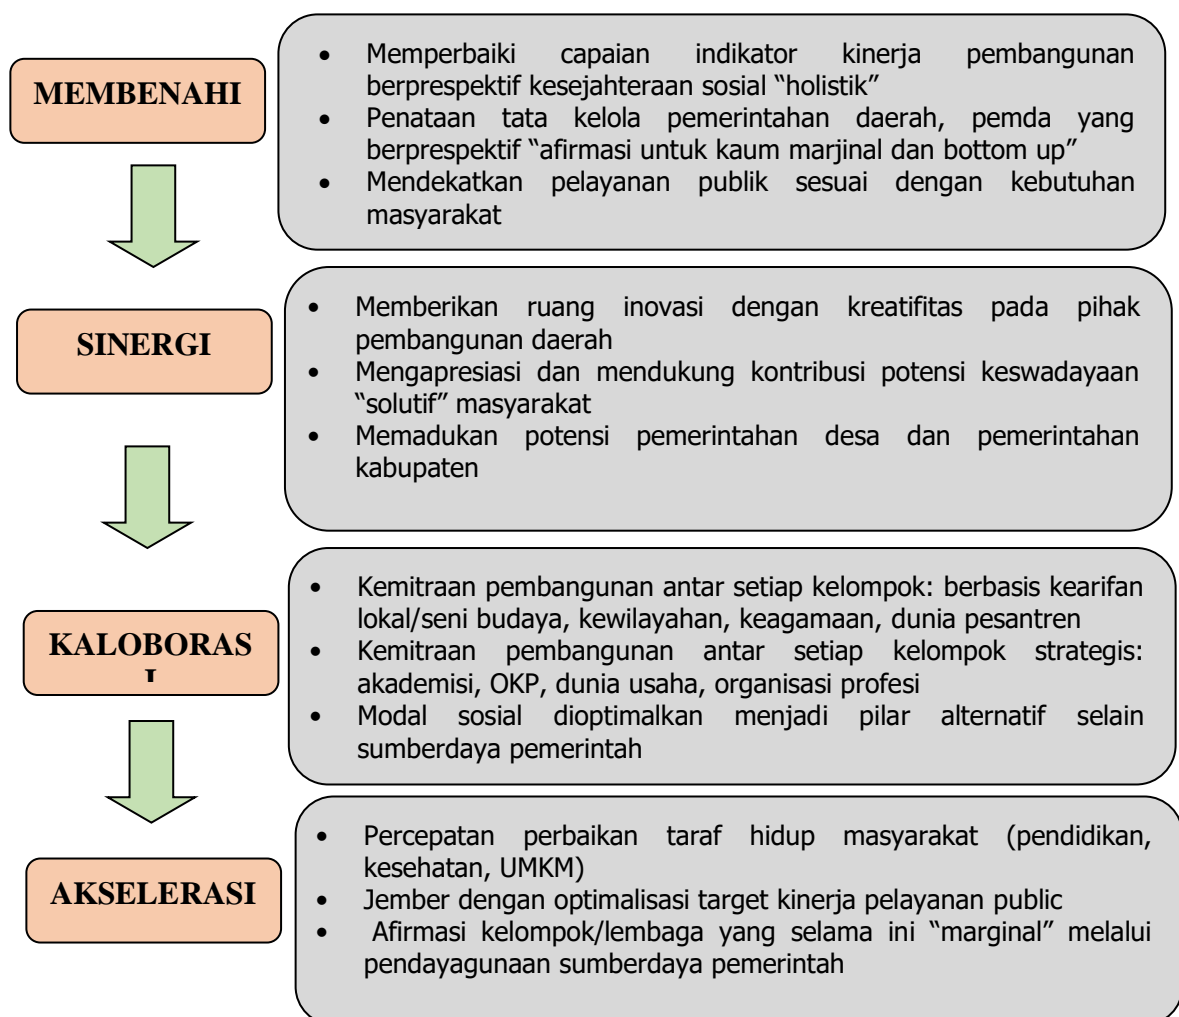 MEMBENAHI
• Memperbaiki capaian indikator kinerja pembangunan
berprespektif kesejahteraan sosial “holistik”
• Penataan tata kelola pemerintahan daerah, pemda yang
berprespektif “afirmasi untuk kaum marjinal dan bottom up”
• Mendekatkan pelayanan publik sesuai dengan kebutuhan
masyarakat
SINERGI
• Memberikan ruang inovasi dengan kreatifitas pada pihak
pembangunan daerah
• Mengapresiasi dan mendukung kontribusi potensi keswadayaan
“solutif” masyarakat
• Memadukan potensi pemerintahan desa dan pemerintahan
kabupaten
KALOBORAS
I
• Kemitraan pembangunan antar setiap kelompok: berbasis kearifan
lokal/seni budaya, kewilayahan, keagamaan, dunia pesantren
• Kemitraan pembangunan antar setiap kelompok strategis:
akademisi, OKP, dunia usaha, organisasi profesi
• Modal sosial dioptimalkan menjadi pilar alternatif selain
sumberdaya pemerintah
AKSELERASI
• Percepatan perbaikan taraf hidup masyarakat (pendidikan,
kesehatan, UMKM)
• Jember dengan optimalisasi target kinerja pelayanan public
• Afirmasi kelompok/lembaga yang selama ini “marginal” melalui
pendayagunaan sumberdaya pemerintah